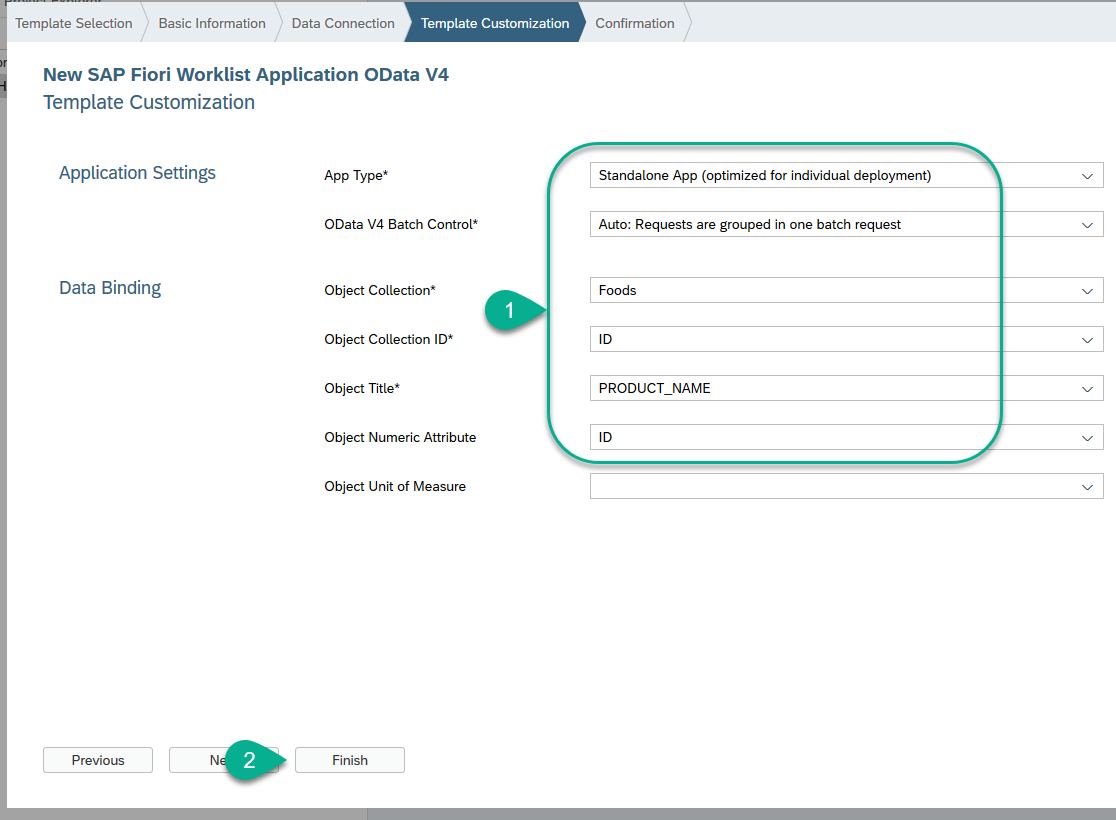 Template Selection Basic Information Data Connection Template Customization Confirmation
New SAP Fiori Worklist Application OData V4
Template Customization
Application Settings
App Type* Standalone App (optimized for individual deployment)
OData V4 Batch Control* Auto: Requests are grouped in one batch request
Data Binding
Object Collection* Foods
1
Object Collection ID* ID
Object Title* PRODUCT_NAME
Object Numeric Attribute ID
Object Unit of Measure
Previous 2 Finish